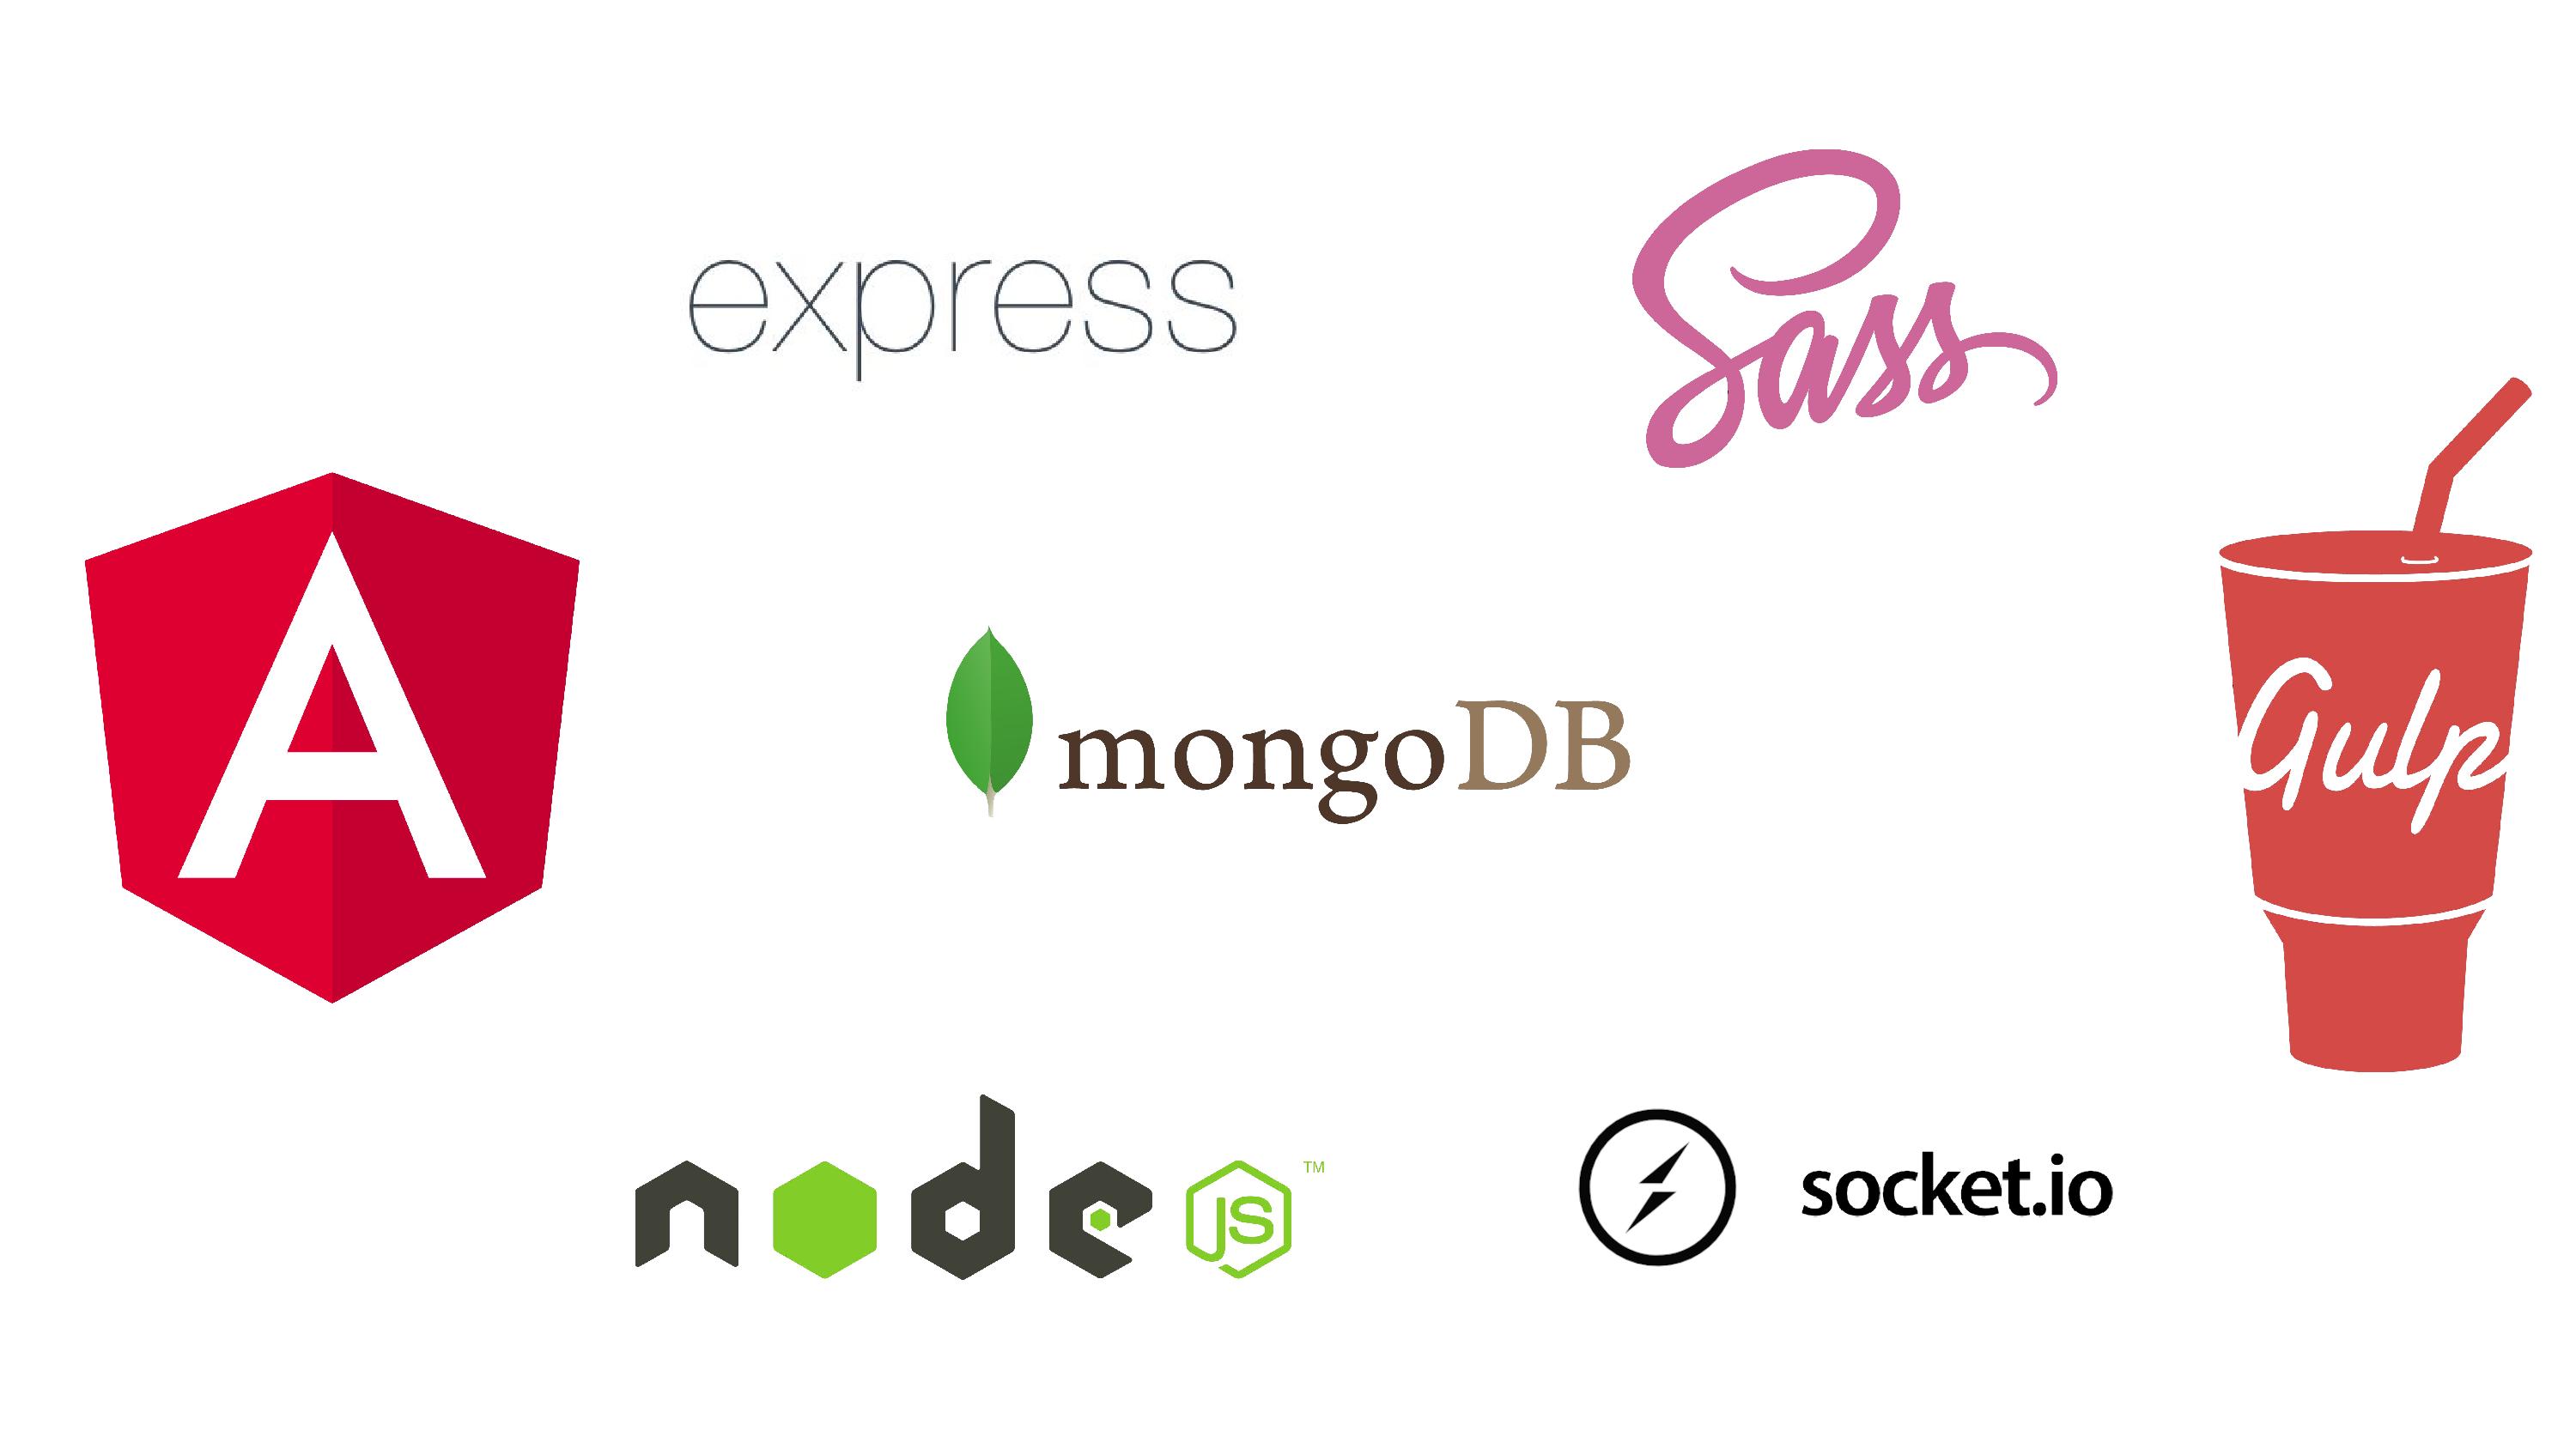 express
Sass
A
mongoDB
Gulp
node JS ™
socket.io